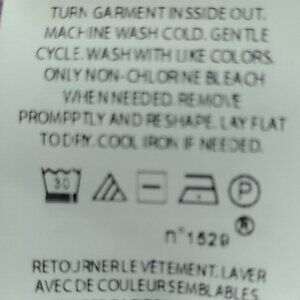 TURN GARMENT INSSIDE OUT.
MACHINE WASH COLD. GENTLE
CYCLE. WASH WITH LIKE COLORS.
ONLY NON-CHLORINE BLEACH
WHEN NEEDED. REMOVE
PROMPPTLY AND RESHAPE. LAY FLAT
TO DRY. COOL IRON IF NEEDED.
30 P
n° 1529 ®
RETOURNER LE VÊTEMENT. LAVER
AVEC DE COULEURS EMBLABLES.